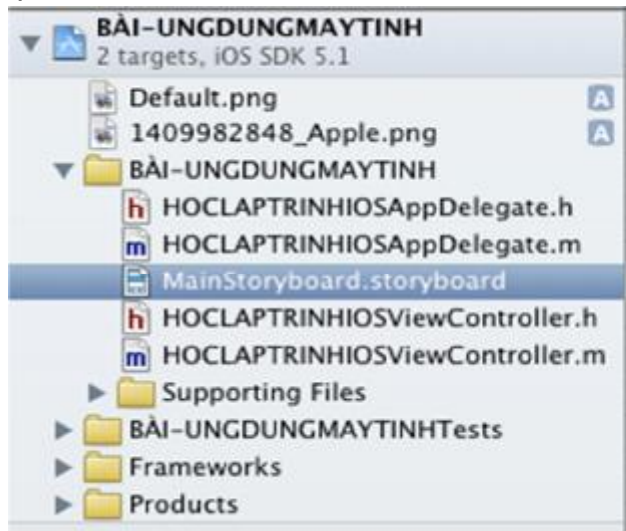 BÀI-UNGDUNGMAYTINH
2 targets, iOS SDK 5.1
Default.png A
1409982848_Apple.png A
BÀI-UNGDUNGMAYTINH
h HOCLAPTRINHIOSAppDelegate.h
m HOCLAPTRINHIOSAppDelegate.m
MainStoryboard.storyboard
h HOCLAPTRINHIOSViewController.h
m HOCLAPTRINHIOSViewController.m
Supporting Files
BÀI-UNGDUNGMAYTINHTests
Frameworks
Products